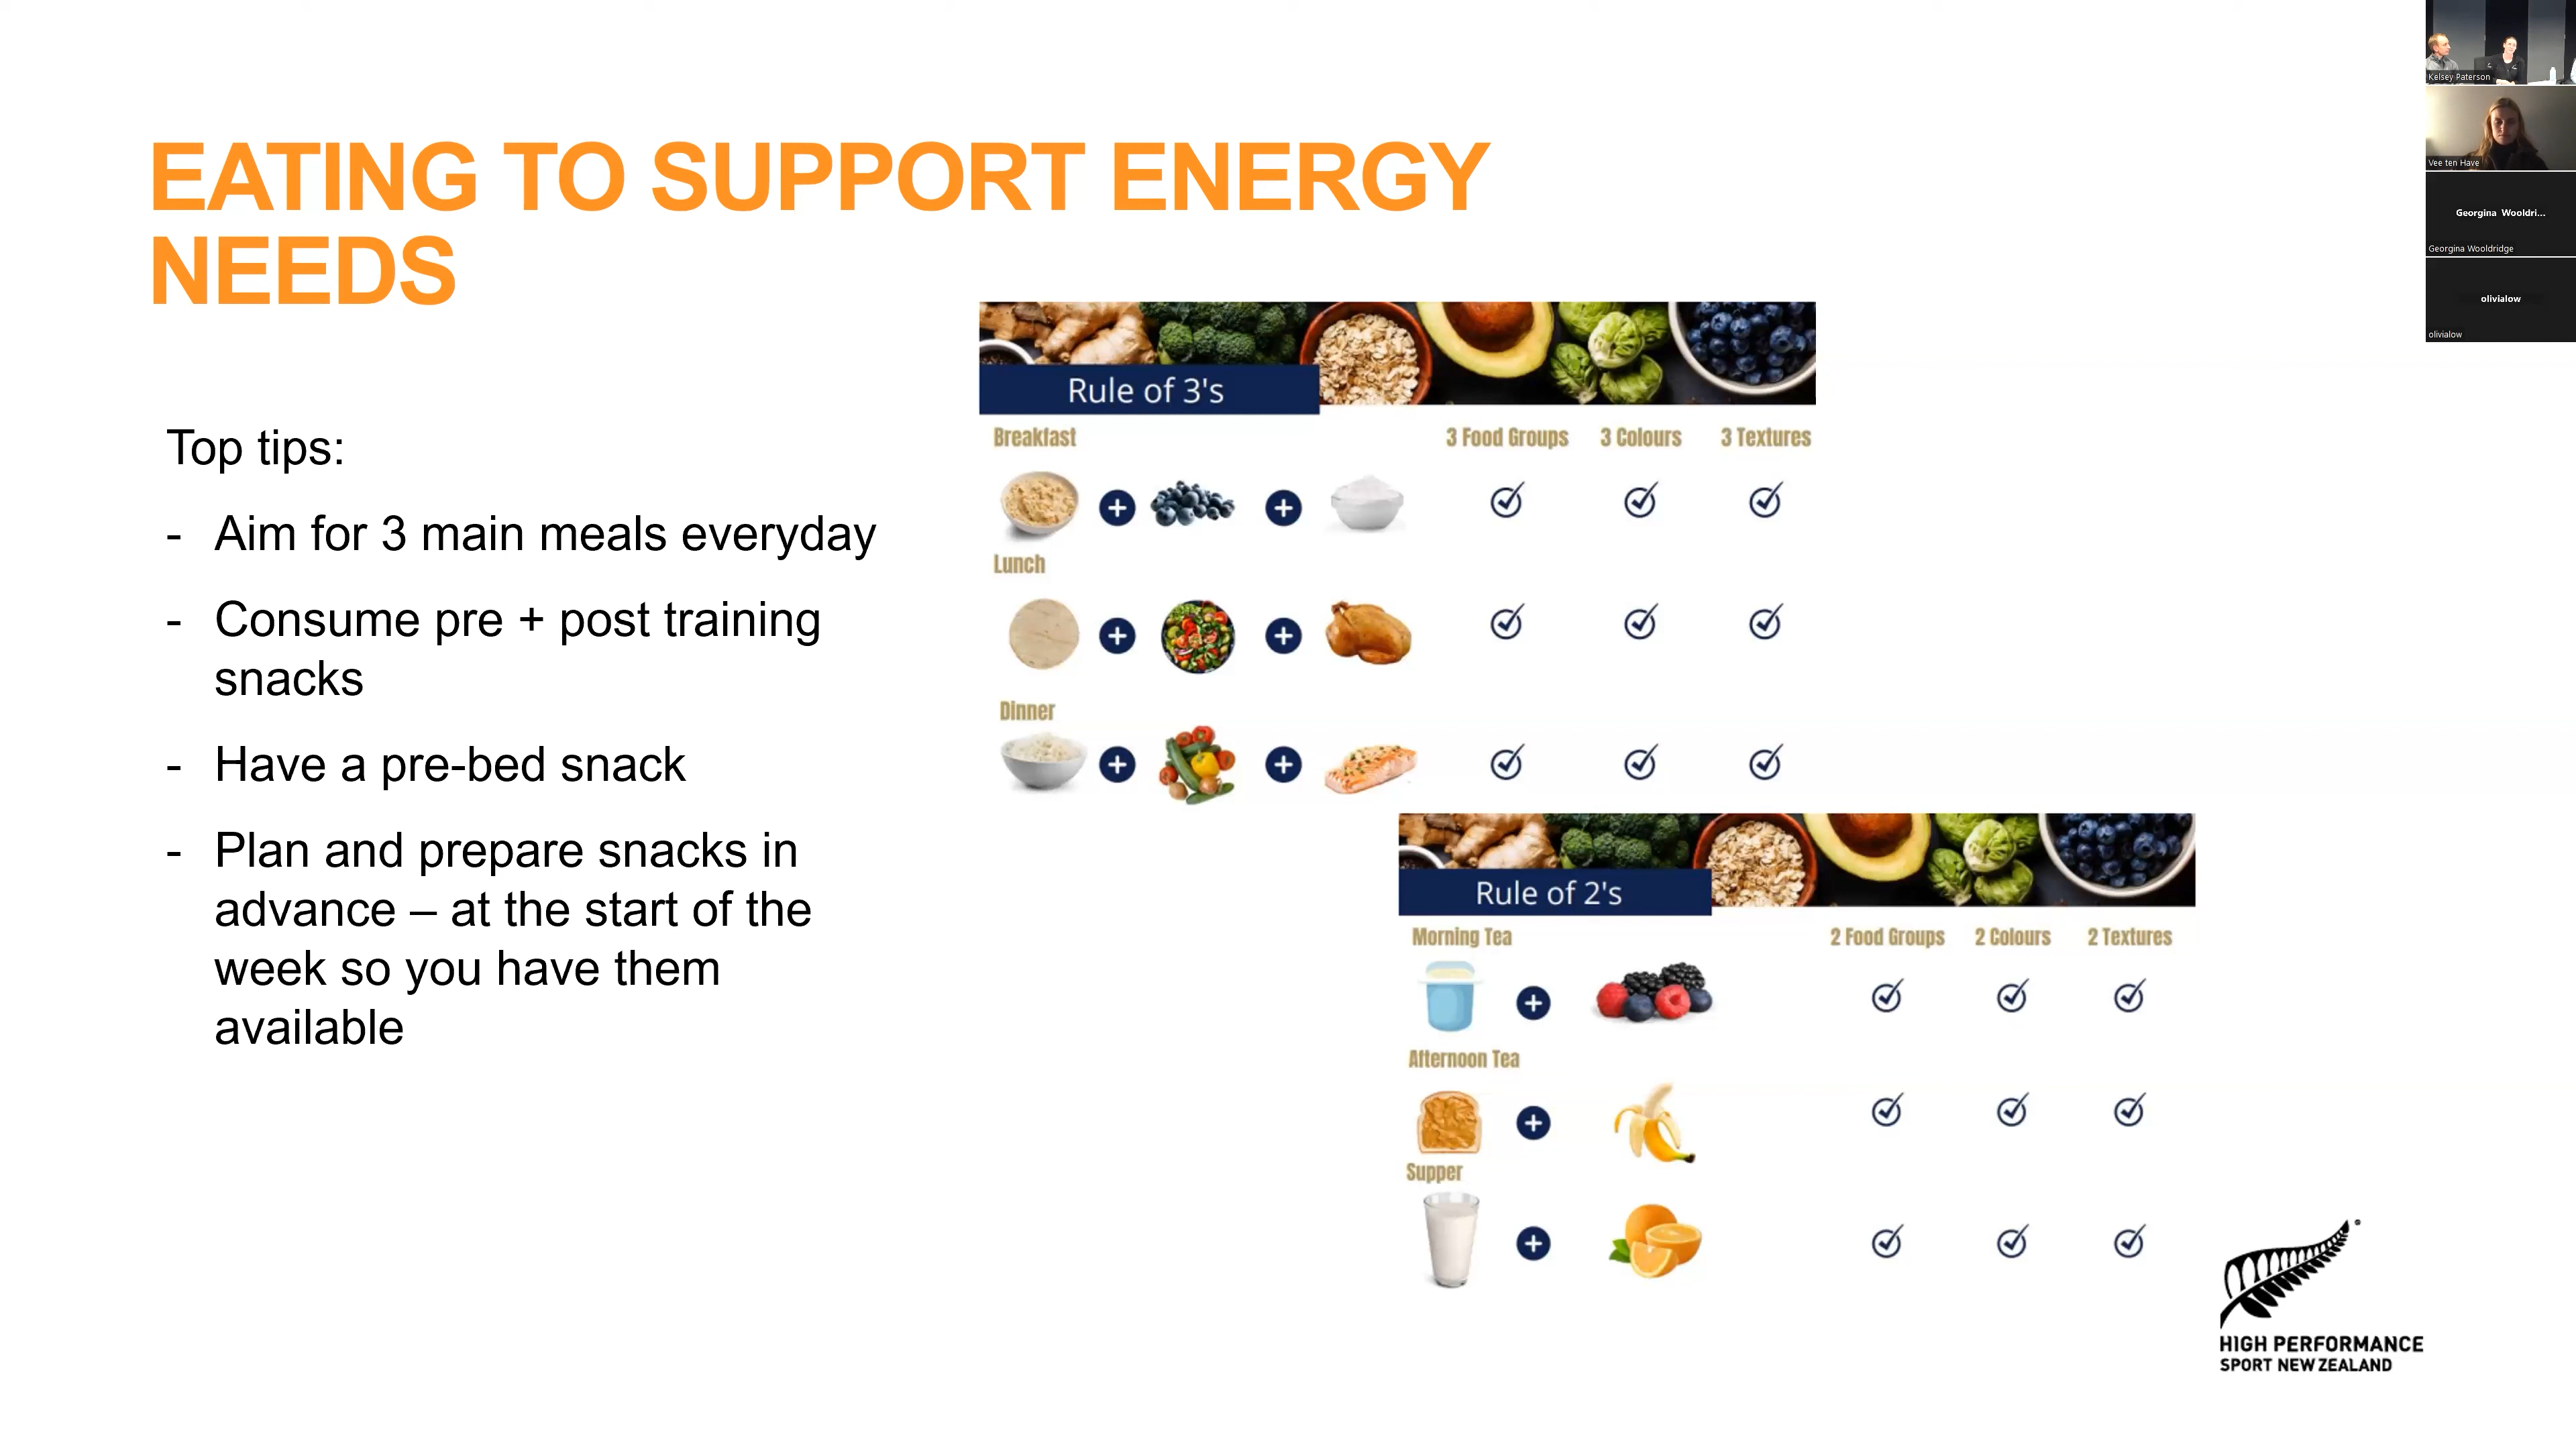 EATING TO SUPPORT ENERGY
NEEDS
Top tips:
- Aim for 3 main meals everyday
- Consume pre + post training
snacks
- Have a pre-bed snack
- Plan and prepare snacks in
advance – at the start of the
week so you have them
available
Rule of 3's
Breakfast 3 Food Groups 3 Colours 3 Textures
Lunch
Dinner
Rule of 2's
Morning Tea 2 Food Groups 2 Colours 2 Textures
Afternoon Tea
Supper
HIGH PERFORMANCE
SPORT NEW ZEALAND
Kelsey Paterson
Vee ten Have
Georgina Wooldri...
Georgina Wooldridge
olivialow
olivialow